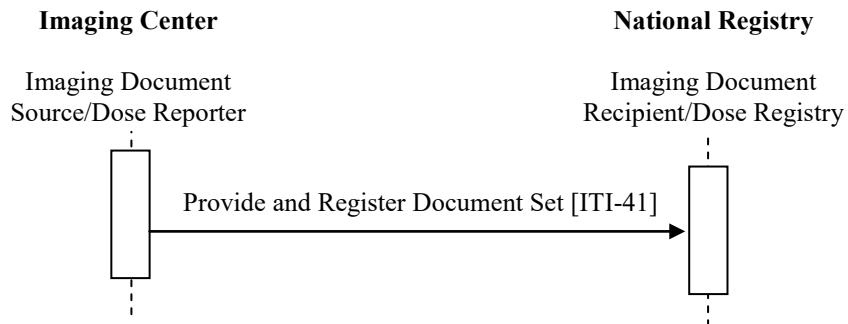 Imaging Center
National Registry
Imaging Document
Source/Dose Reporter
Imaging Document
Recipient/Dose Registry
Provide and Register Document Set [ITI-41]